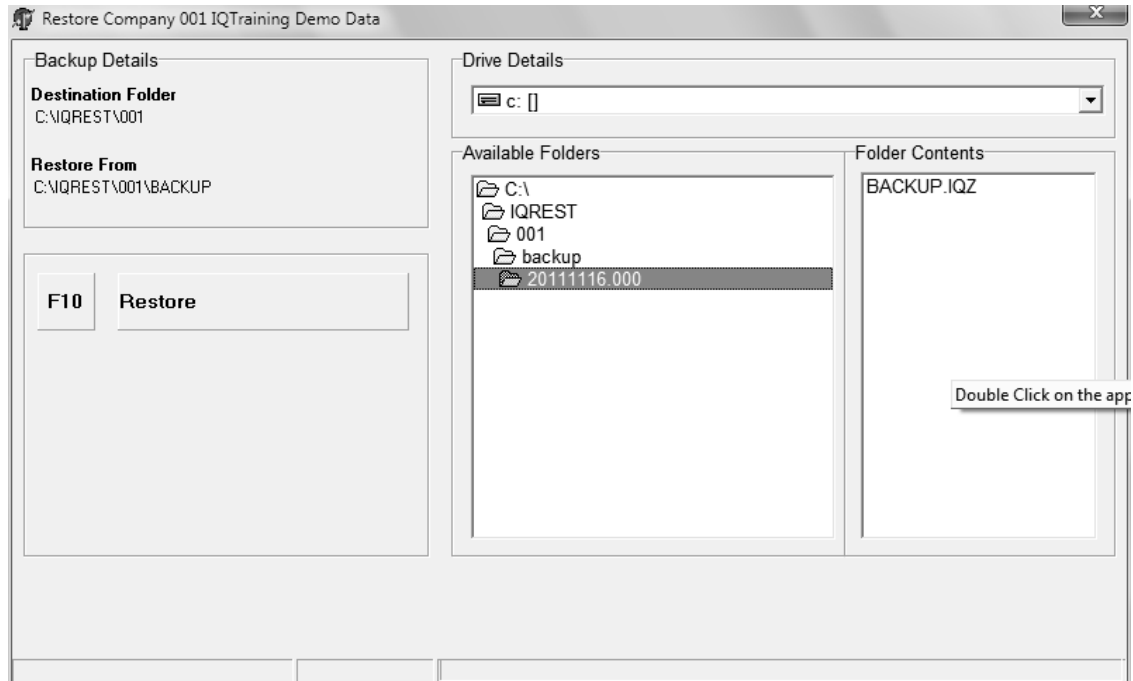 Restore Company 001 IQTraining Demo Data
X
Backup Details
Destination Folder
C:\IQREST\001
Restore From
C:\IQREST\001\BACKUP
F10
Restore
Drive Details
c: []
Available Folders
C:\
IQREST
001
backup
20111116.000
Folder Contents
BACKUP.IQZ
Double Click on the app